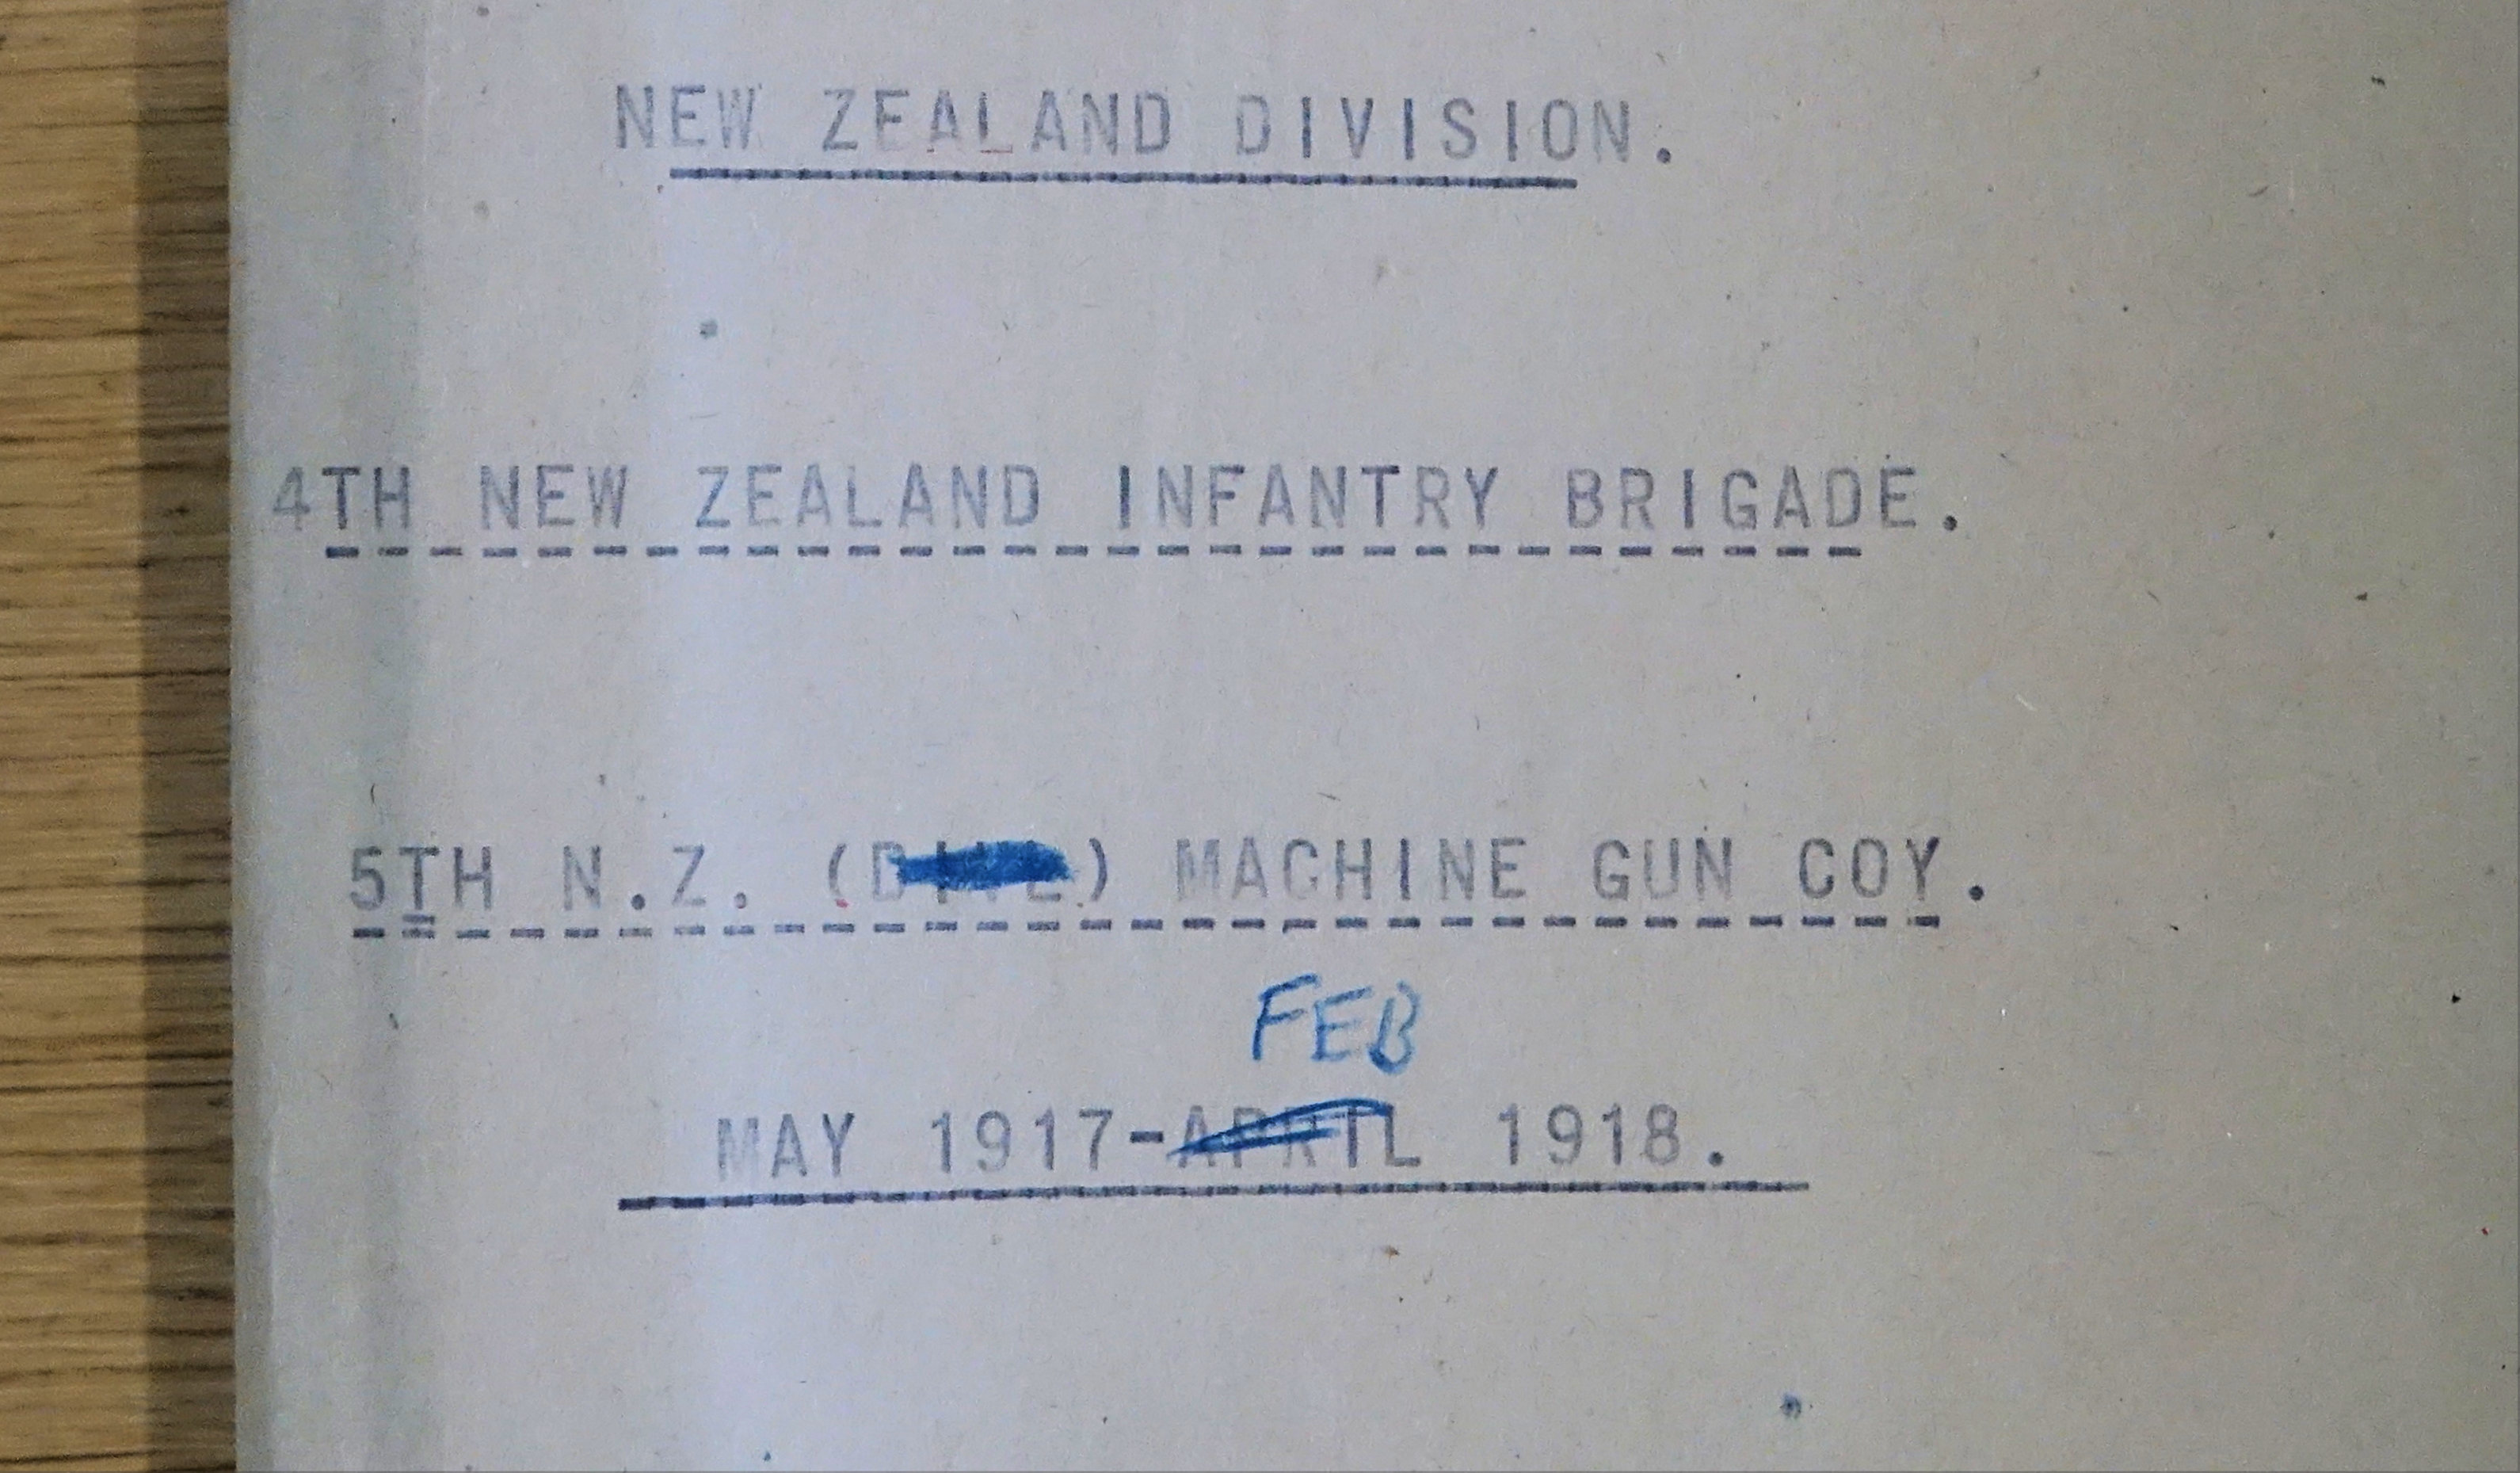 NEW ZEALAND DIVISION.
4TH NEW ZEALAND INFANTRY BRIGADE.
5TH N.Z. () MACHINE GUN COY.
FEB
MAY 1917-APRIL 1918.